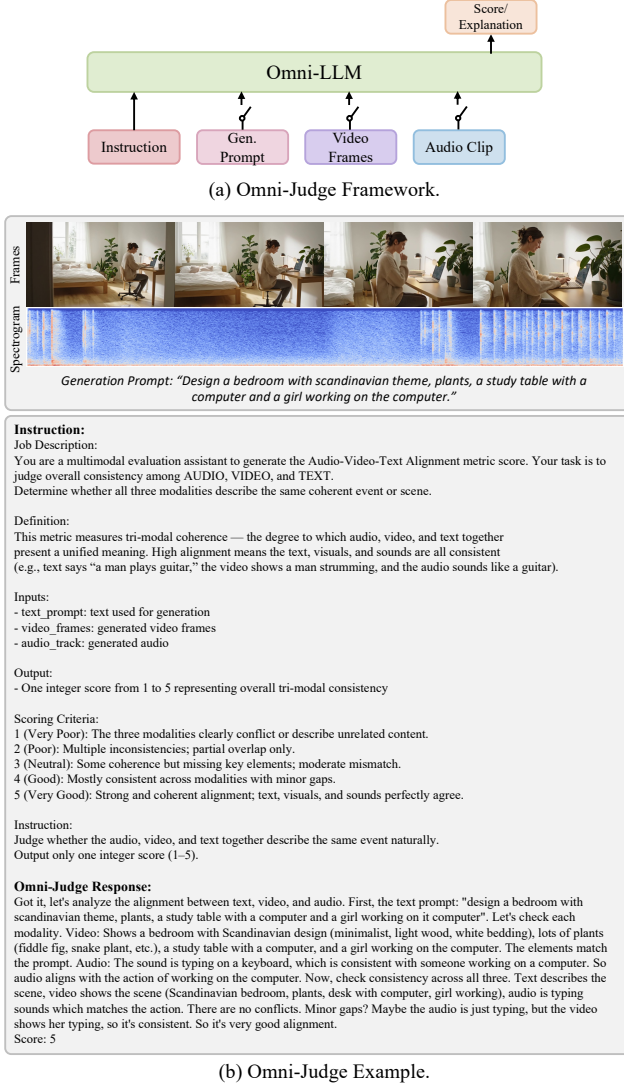 Score/
Explanation
Omni-LLM
Instruction
Gen.
Prompt
Video
Frames
Audio Clip
(a) Omni-Judge Framework.
Frames
Spectrogram
Generation Prompt: “Design a bedroom with scandinavian theme, plants, a study table with a
computer and a girl working on the computer.”
Instruction:
Job Description:
You are a multimodal evaluation assistant to generate the Audio-Video-Text Alignment metric score. Your task is to
judge overall consistency among AUDIO, VIDEO, and TEXT.
Determine whether all three modalities describe the same coherent event or scene.
Definition:
This metric measures tri-modal coherence — the degree to which audio, video, and text together
present a unified meaning. High alignment means the text, visuals, and sounds are all consistent
(e.g., text says “a man plays guitar,” the video shows a man strumming, and the audio sounds like a guitar).
Inputs:
- text_prompt: text used for generation
- video_frames: generated video frames
- audio_track: generated audio
Output:
- One integer score from 1 to 5 representing overall tri-modal consistency
Scoring Criteria:
1 (Very Poor): The three modalities clearly conflict or describe unrelated content.
2 (Poor): Multiple inconsistencies; partial overlap only.
3 (Neutral): Some coherence but missing key elements; moderate mismatch.
4 (Good): Mostly consistent across modalities with minor gaps.
5 (Very Good): Strong and coherent alignment; text, visuals, and sounds perfectly agree.
Instruction:
Judge whether the audio, video, and text together describe the same event naturally.
Output only one integer score (1–5).
Omni-Judge Response:
Got it, let's analyze the alignment between text, video, and audio. First, the text prompt: "design a bedroom with
scandinavian theme, plants, a study table with a computer and a girl working on it computer". Let's check each
modality. Video: Shows a bedroom with Scandinavian design (minimalist, light wood, white bedding), lots of plants
(fiddle fig, snake plant, etc.), a study table with a computer, and a girl working on the computer. The elements match
the prompt. Audio: The sound is typing on a keyboard, which is consistent with someone working on a computer. So
audio aligns with the action of working on the computer. Now, check consistency across all three. Text describes the
scene, video shows the scene (Scandinavian bedroom, plants, desk with computer, girl working), audio is typing
sounds which matches the action. There are no conflicts. Minor gaps? Maybe the audio is just typing, but the video
shows her typing, so it's consistent. So it's very good alignment.
Score: 5
(b) Omni-Judge Example.